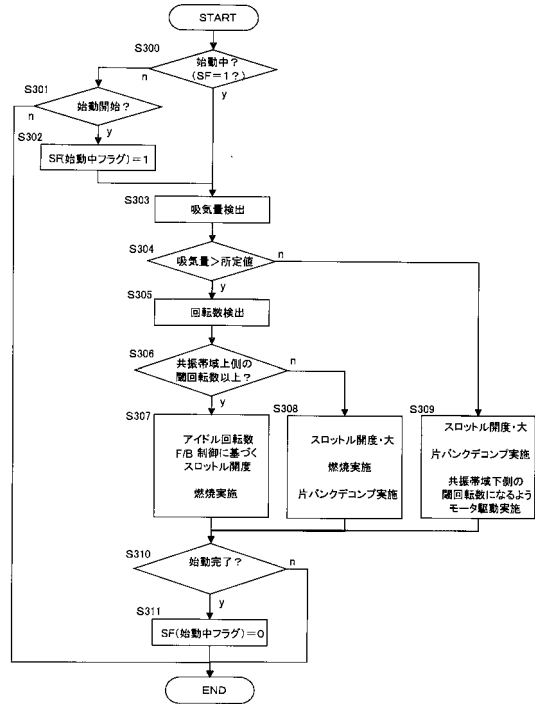 START
S300
始動中?
(SF=1?)
n
y
S301
始動開始?
n
y
S302
SF(始動中フラグ)=1
S303
吸気量検出
S304
吸気量>所定値
n
y
S305
回転数検出
S306
共振帯域上側の
閾回転数以上?
n
y
S307
アイドル回転数
F/B 制御に基づく
スロットル開度
燃焼実施
S308
スロットル開度・大
燃焼実施
片バンクデコンプ実施
S309
スロットル開度・大
片バンクデコンプ実施
共振帯域下側の
閾回転数になるよう
モータ駆動実施
S310
始動完了?
n
y
S311
SF(始動中フラグ)=0
END